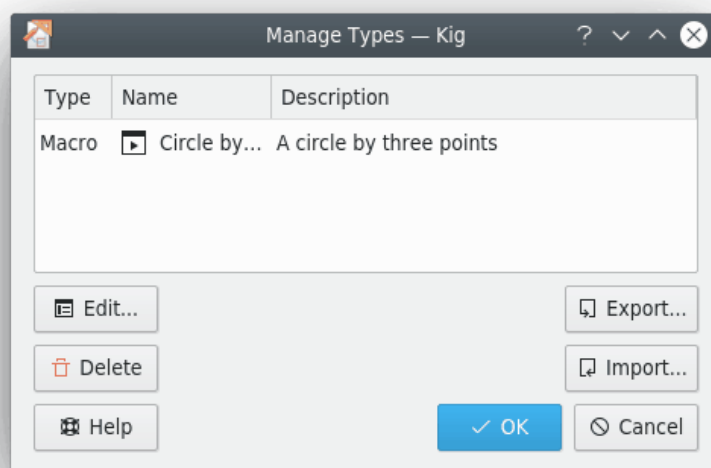 Manage Types — Kig
Type Name Description
Macro Circle by... A circle by three points
Edit... Export...
Delete Import...
Help OK Cancel